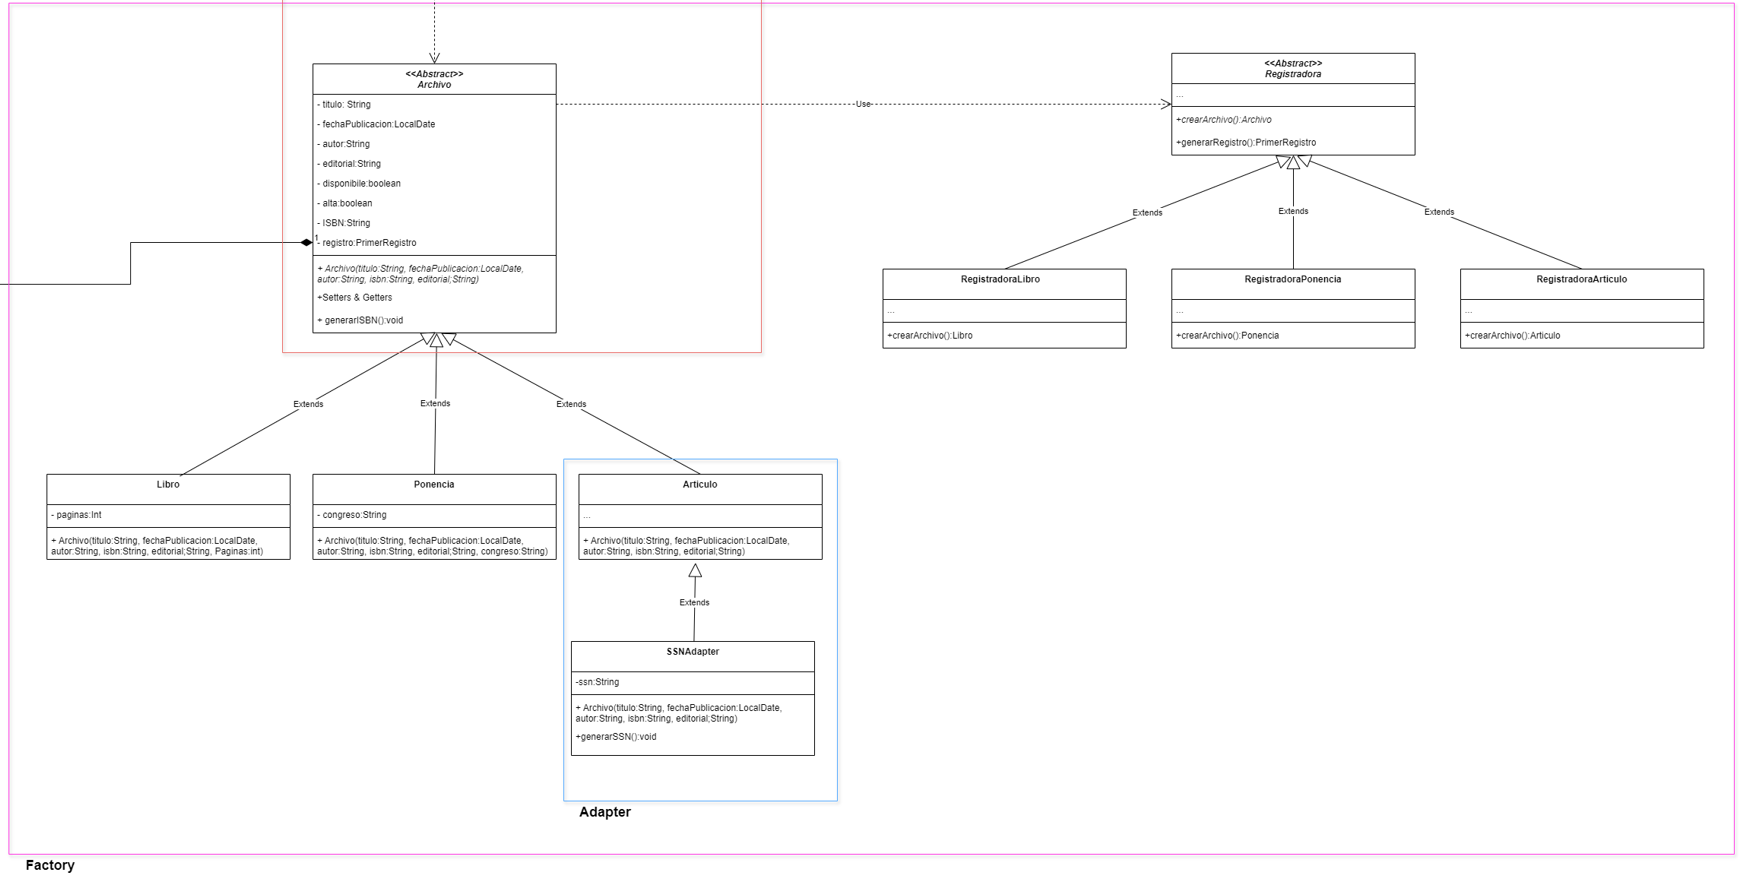 <<Abstract>>
Archivo
- titulo: String
- fechaPublicacion:LocalDate
- autor:String
- editorial:String
- disponibile:boolean
- alta:boolean
- ISBN:String
1
- registro:PrimerRegistro
+ Archivo(titulo:String, fechaPublicacion:LocalDate,
autor:String, isbn:String, editorial;String)
+Setters & Getters
+ generarISBN():void
Use
<<Abstract>>
Registradora
...
+crearArchivo():Archivo
+generarRegistro():PrimerRegistro
Extends
Extends
Extends
RegistradoraLibro
...
+crearArchivo():Libro
RegistradoraPonencia
...
+crearArchivo():Ponencia
RegistradoraArticulo
...
+crearArchivo():Articulo
Extends
Extends
Extends
Libro
- paginas:Int
+ Archivo(titulo:String, fechaPublicacion:LocalDate,
autor:String, isbn:String, editorial;String, Paginas:int)
Ponencia
- congreso:String
+ Archivo(titulo:String, fechaPublicacion:LocalDate,
autor:String, isbn:String, editorial;String, congreso:String)
Articulo
...
+ Archivo(titulo:String, fechaPublicacion:LocalDate,
autor:String, isbn:String, editorial;String)
Extends
SSNAdapter
-ssn:String
+ Archivo(titulo:String, fechaPublicacion:LocalDate,
autor:String, isbn:String, editorial;String)
+generarSSN():void
Adapter
Factory